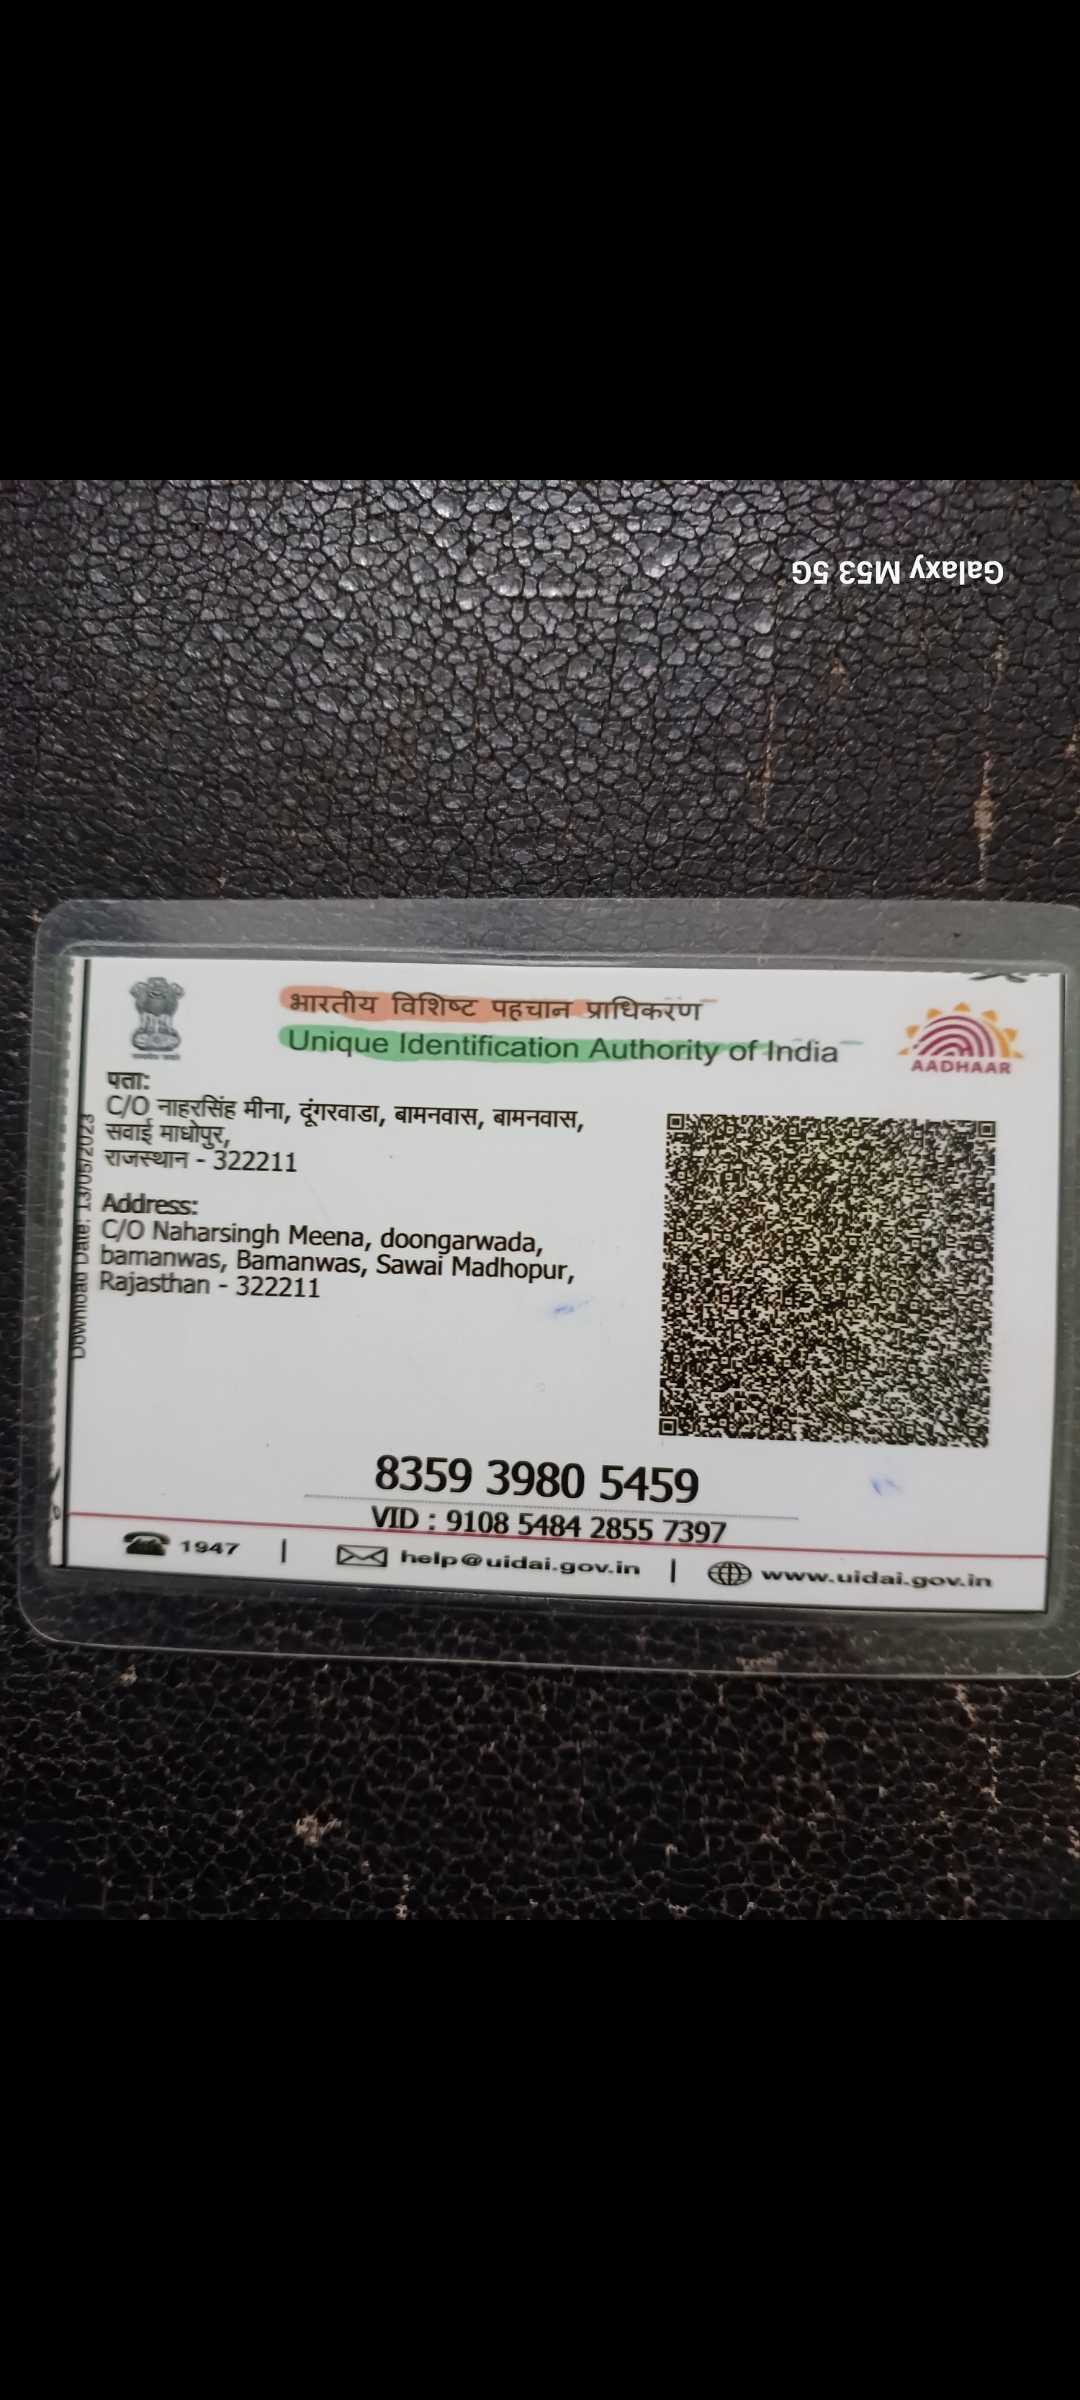 Galaxy M53 5G
भारतीय विशिष्ट पहचान प्राधिकरण
Unique Identification Authority of India
AADHAAR
पता:
C/O नाहरसिंह मीना, दूंगरवाडा, बामनवास, बामनवास,
सवाई माधोपुर,
राजस्थान - 322211
Address:
C/O Naharsingh Meena, doongarwada,
bamanwas, Bamanwas, Sawai Madhopur,
Rajasthan - 322211
Download Date: 13/05/2023
8359 3980 5459
VID : 9108 5484 2855 7397
1947 | help@uidai.gov.in | www.uidai.gov.in